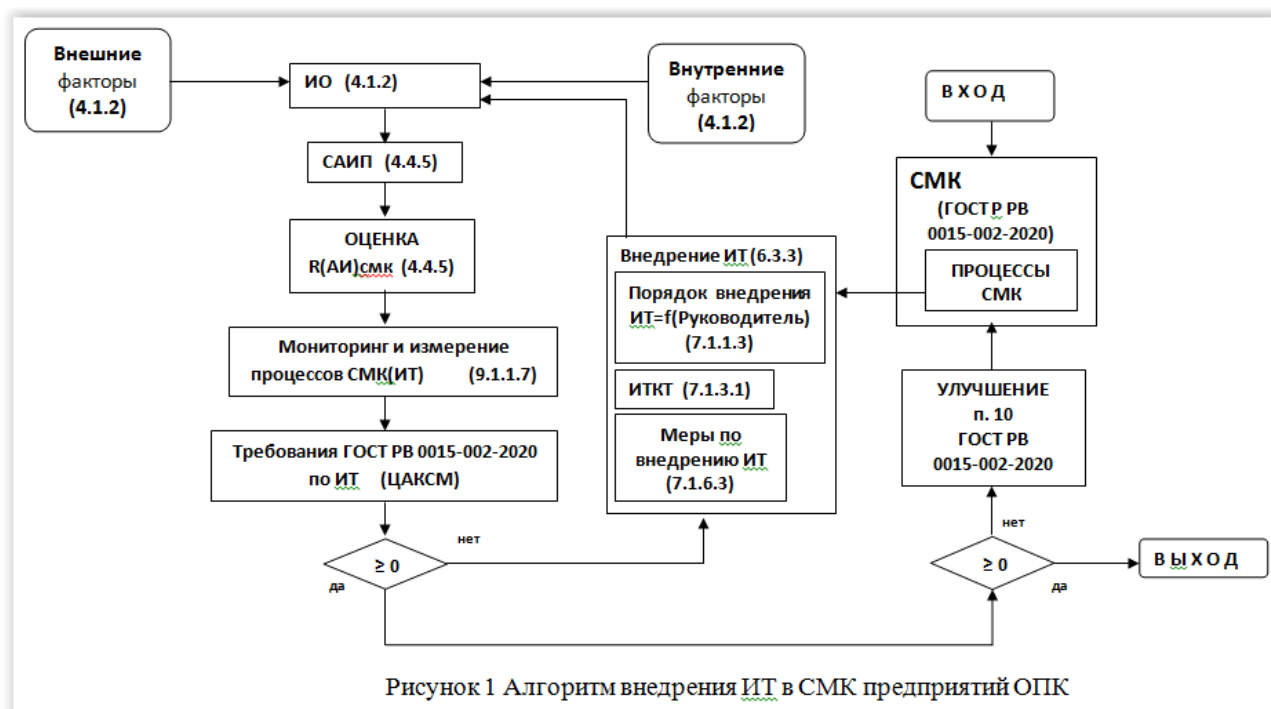 Внешние
факторы
(4.1.2)
ИО (4.1.2)
Внутренние
факторы
(4.1.2)
В Х О Д
САИП (4.4.5)
СМК
(ГОСТ Р РВ
0015-002-2020)
ПРОЦЕССЫ
СМК
ОЦЕНКА
R(АИ)смк (4.4.5)
Внедрение ИТ(6.3.3)
Порядок внедрения
ИТ=f(Руководитель)
(7.1.1.3)
Мониторинг и измерение
процессов СМК(ИТ) (9.1.1.7)
ИТКТ (7.1.3.1)
Меры по
внедрению ИТ
(7.1.6.3)
УЛУЧШЕНИЕ
п. 10
ГОСТ РВ
0015-002-2020
Требования ГОСТ РВ 0015-002-2020
по ИТ (ЦАКСМ)
≥ 0
нет
да
≥ 0
нет
да
В Ы Х О Д
Рисунок 1 Алгоритм внедрения ИТ в СМК предприятий ОПК